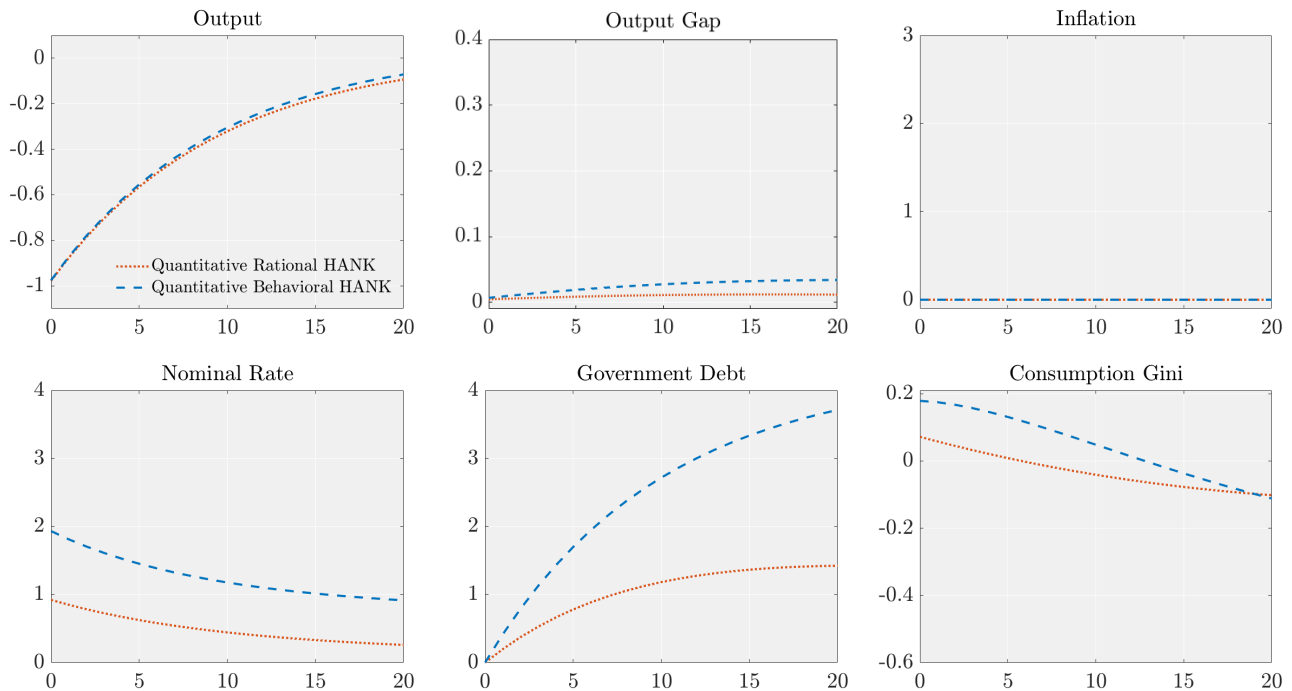 Output
0
-0.2
-0.4
-0.6
-0.8
-1
Quantitative Rational HANK
Quantitative Behavioral HANK
0 5 10 15 20
Output Gap
0.4
0.3
0.2
0.1
0
0 5 10 15 20
Inflation
3
2
1
0
0 5 10 15 20
Nominal Rate
4
3
2
1
0
0 5 10 15 20
Government Debt
4
3
2
1
0
0 5 10 15 20
Consumption Gini
0.2
0
-0.2
-0.4
-0.6
0 5 10 15 20